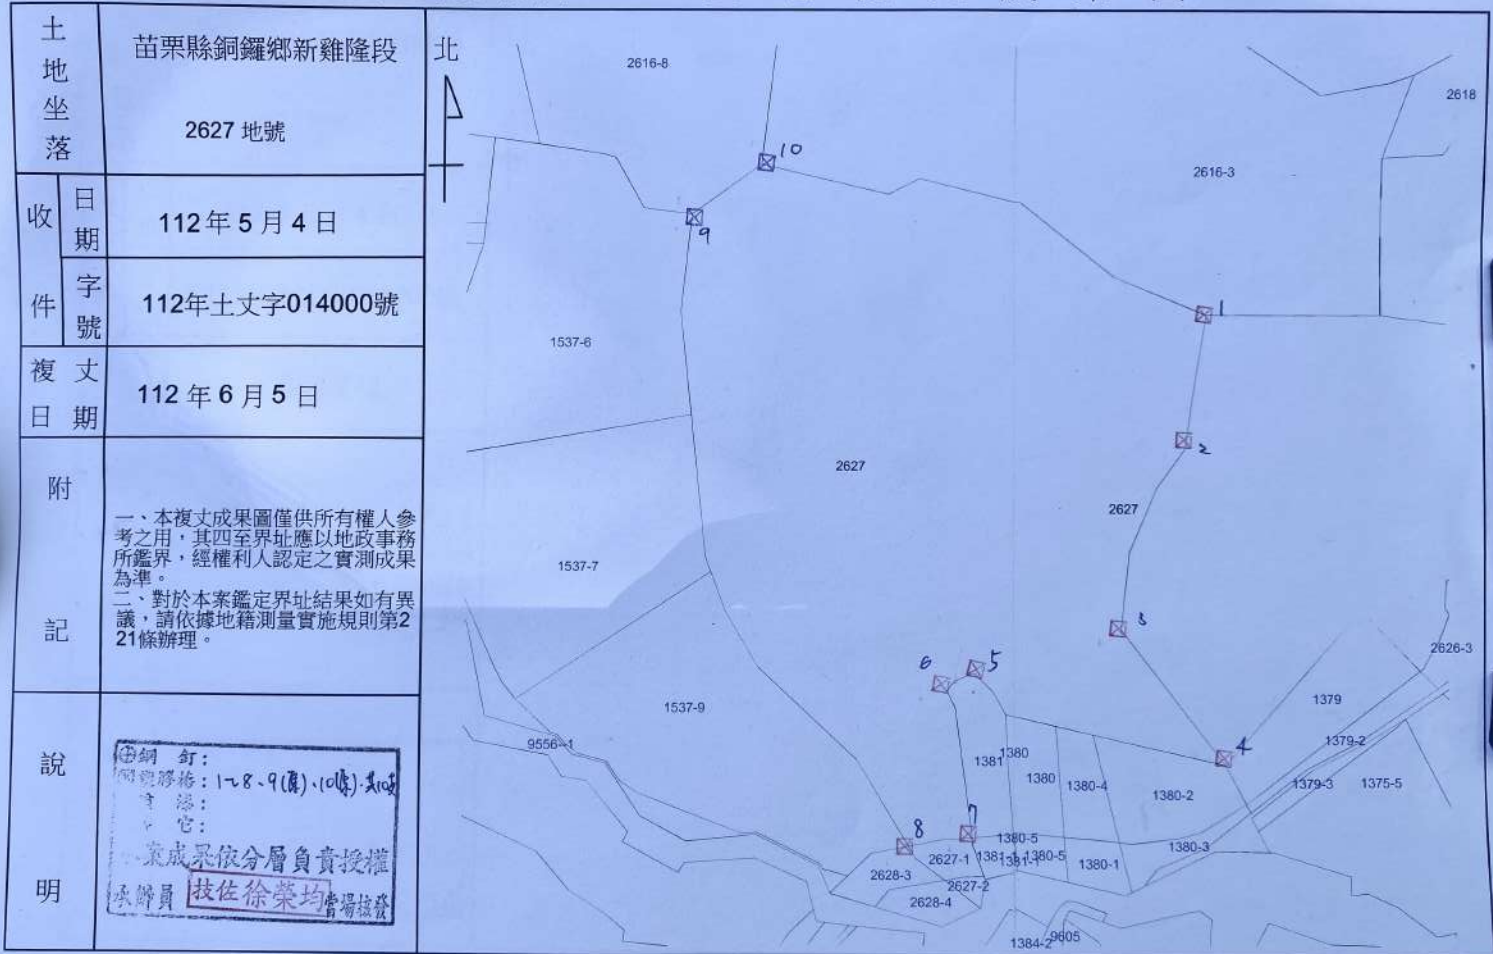 土地坐落
苗栗縣銅鑼鄉新雞隆段
2627 地號
收件
日期
112年5月4日
字號
112年土丈字014000號
複丈日期
112年6月5日
附記
一、本複丈成果圖僅供所有權人參
考之用,其四至界址應以地政事務
所鑑界,經權利人認定之實測成果
為準。
二、對於本案鑑定界址結果如有異
議,請依據地籍測量實施規則第2
21條辦理。
說明
鋼釘:
1~8、9(舊)、10(舊)·共10支
它:
案成果依分層負責授權
承辦員 技佐徐榮均 當場核發
北
2616-8
2618
10
2616-3
9
1
1537-6
2
2627
2627
1537-7
3
2626-3
6
5
1379
1537-9
9556-1
4
1379-2
1380
1381
1380
1380-4
1380-2
1379-3
1375-5
8
7
1380-5
1380-3
2627-1
1381-1
1381-1
1380-5
1380-1
2628-3
2627-2
2628-4
1384-2
9605